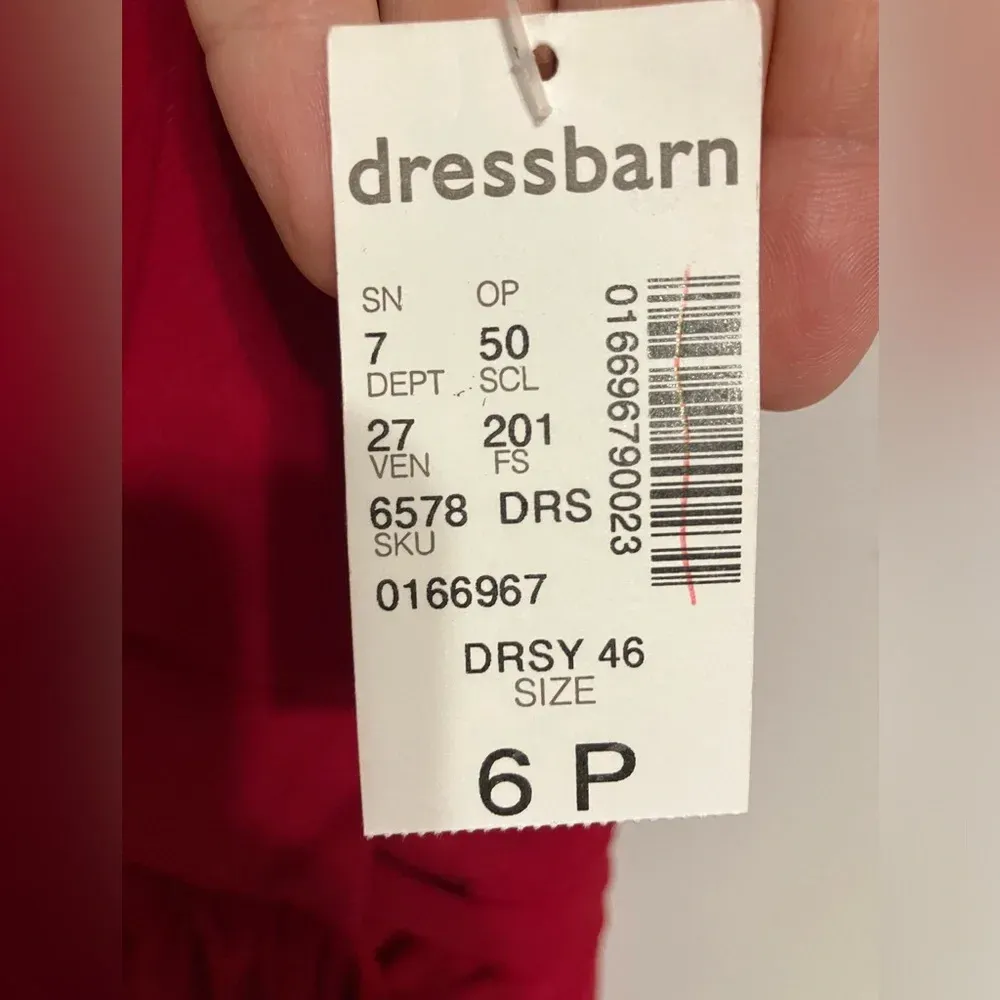 dressbarn
SN OP
7 50
DEPT SCL
27 201
VEN FS
6578 DRS
SKU
0166967
DRSY 46
SIZE
6 P
016696790023